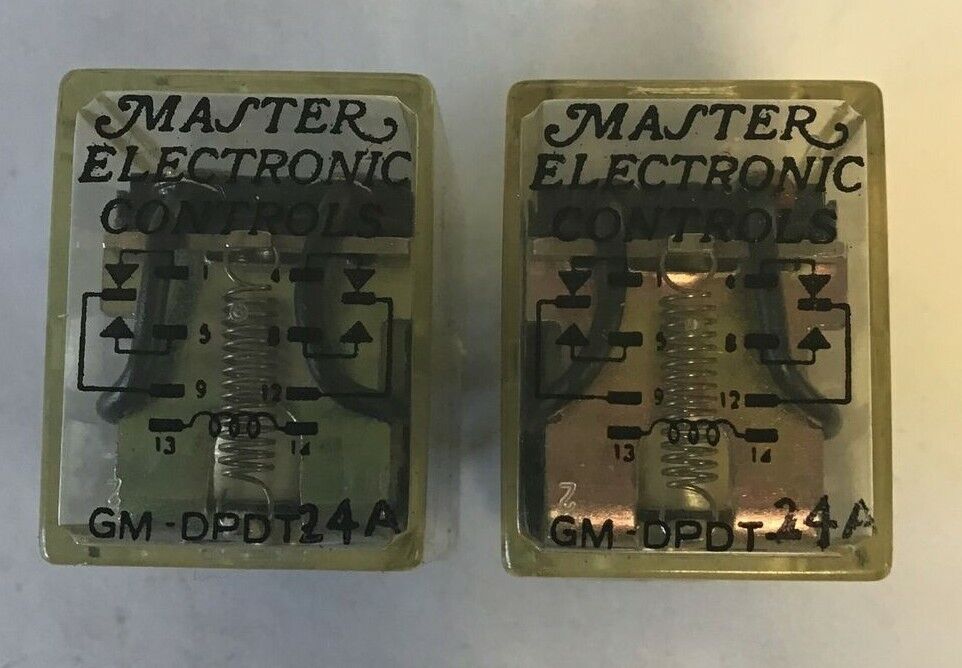 MASTER
ELECTRONIC
CONTROLS
1 4
5 8
9 12
13 14
GM-DPDT24A
MASTER
ELECTRONIC
CONTROLS
1 4
5 8
9 12
13 14
2
GM-DPDT-24A